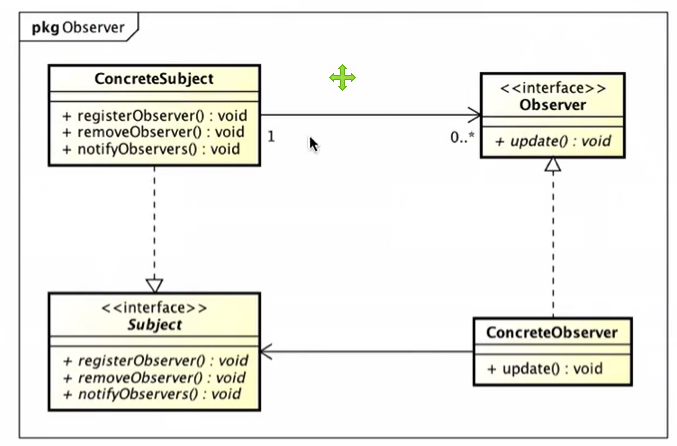 pkg Observer
ConcreteSubject
+ registerObserver() : void
+ removeObserver() : void
+ notifyObservers() : void
1
0..*
<<interface>>
Observer
+ update() : void
<<interface>>
Subject
+ registerObserver() : void
+ removeObserver() : void
+ notifyObservers() : void
ConcreteObserver
+ update() : void